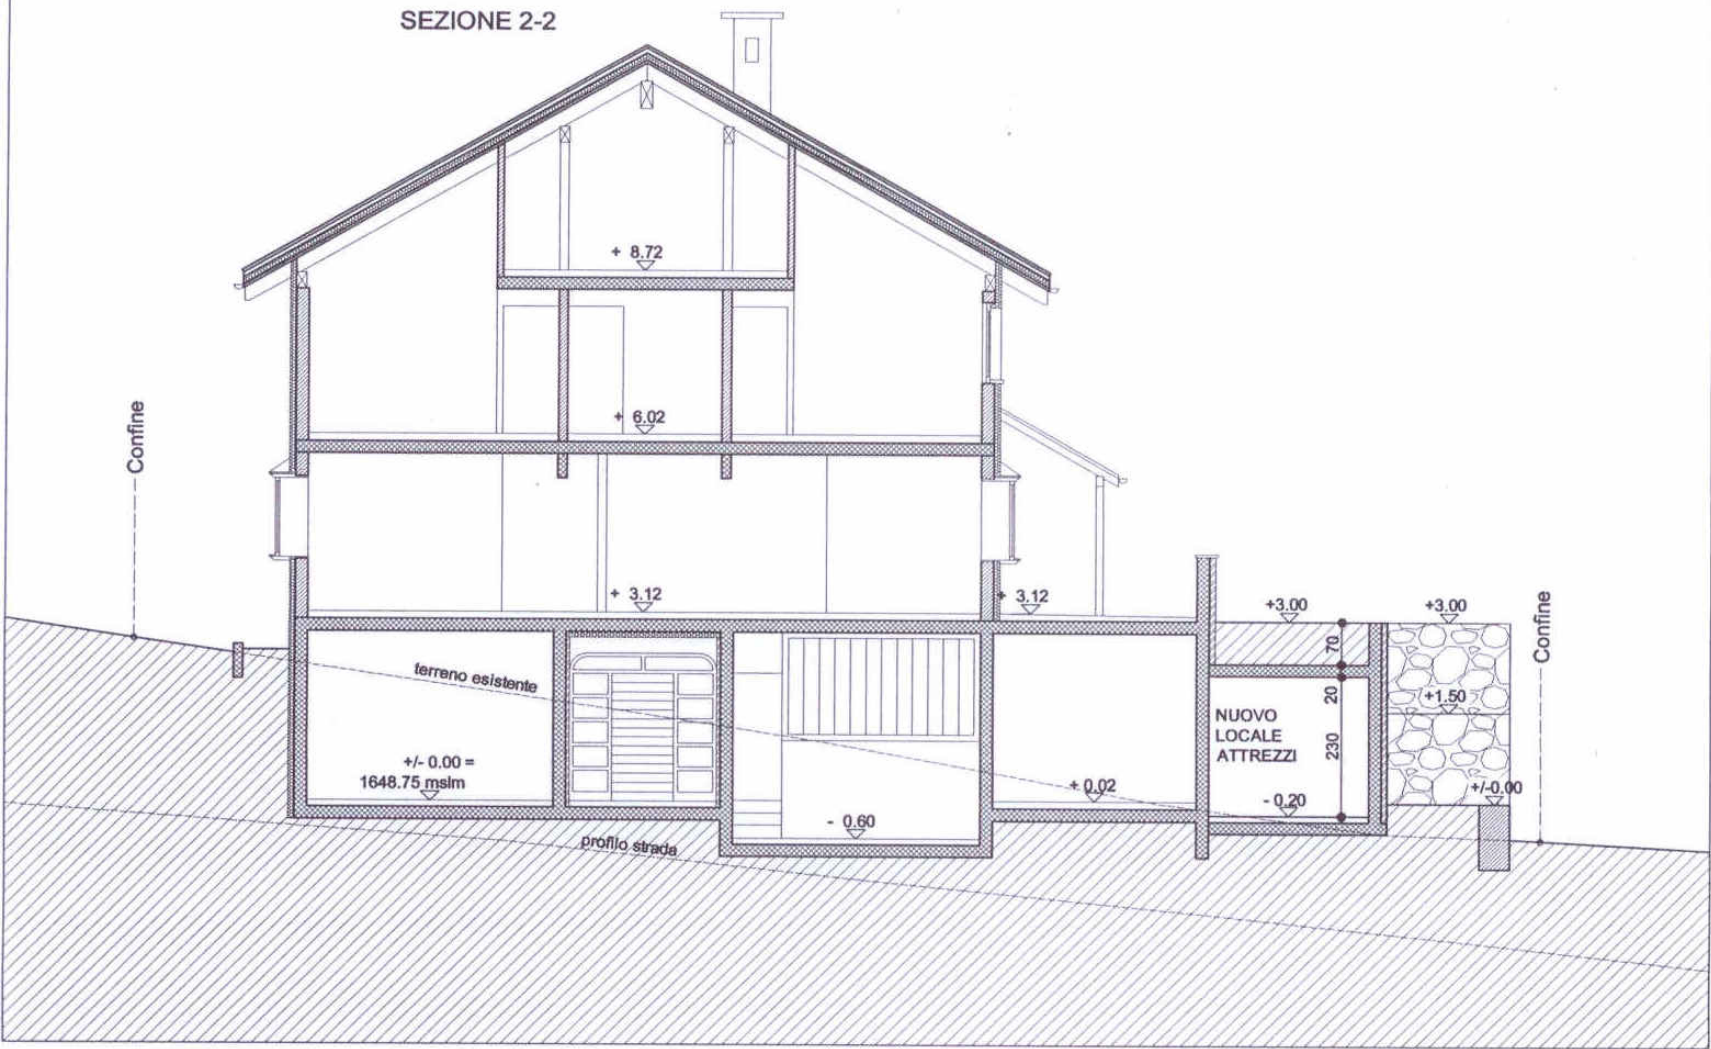 SEZIONE 2-2
+ 8.72
+ 6.02
Confine
+ 3.12
+ 3.12
+3.00
+3.00
Confine
70
terreno esistente
20
+1.50
NUOVO
LOCALE
ATTREZZI
230
+/- 0.00 =
1648.75 mslm
+ 0.02
+/-0.00
- 0.20
- 0.60
profilo strada